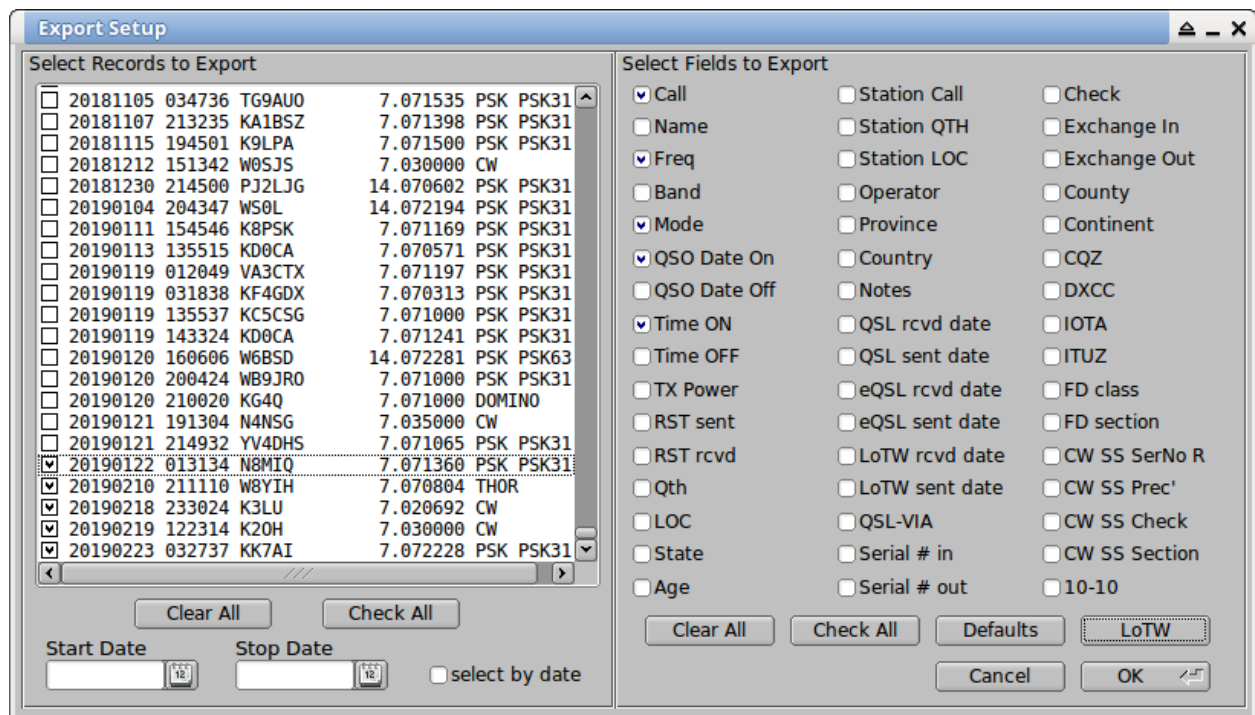 Export Setup
Select Records to Export
20181105 034736 TG9AUO 7.071535 PSK PSK31
20181107 213235 KA1BSZ 7.071398 PSK PSK31
20181115 194501 K9LPA 7.071500 PSK PSK31
20181212 151342 W0SJS 7.030000 CW
20181230 214500 PJ2LJG 14.070602 PSK PSK31
20190104 204347 WS0L 14.072194 PSK PSK31
20190111 154546 K8PSK 7.071169 PSK PSK31
20190113 135515 KD0CA 7.070571 PSK PSK31
20190119 012049 VA3CTX 7.071197 PSK PSK31
20190119 031838 KF4GDX 7.070313 PSK PSK31
20190119 135537 KC5CSG 7.071000 PSK PSK31
20190119 143324 KD0CA 7.071241 PSK PSK31
20190120 160606 W6BSD 14.072281 PSK PSK63
20190120 200424 WB9JRO 7.071000 PSK PSK31
20190120 210020 KG4Q 7.071000 DOMINO
20190121 191304 N4NSG 7.035000 CW
20190121 214932 YV4DHS 7.071065 PSK PSK31
20190122 013134 N8MIQ 7.071360 PSK PSK31
20190210 211110 W8YIH 7.070804 THOR
20190218 233024 K3LU 7.020692 CW
20190219 122314 K2OH 7.030000 CW
20190223 032737 KK7AI 7.072228 PSK PSK31
Clear All Check All
Start Date Stop Date
12 12 select by date
Select Fields to Export
Call Station Call Check
Name Station QTH Exchange In
Freq Station LOC Exchange Out
Band Operator County
Mode Province Continent
QSO Date On Country CQZ
QSO Date Off Notes DXCC
Time ON QSL rcvd date IOTA
Time OFF QSL sent date ITUZ
TX Power eQSL rcvd date FD class
RST sent eQSL sent date FD section
RST rcvd LoTW rcvd date CW SS SerNo R
Qth LoTW sent date CW SS Prec'
LOC QSL-VIA CW SS Check
State Serial # in CW SS Section
Age Serial # out 10-10
Clear All Check All Defaults LoTW
Cancel OK